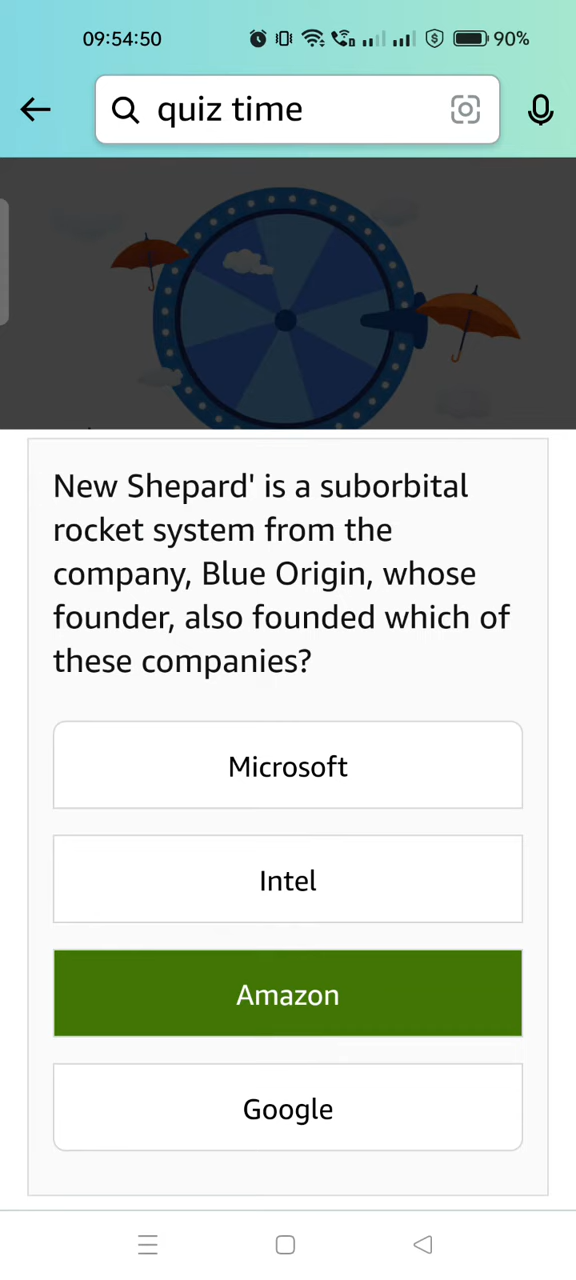 09:54:50 90%
quiz time
New Shepard' is a suborbital
rocket system from the
company, Blue Origin, whose
founder, also founded which of
these companies?
Microsoft
Intel
Amazon
Google